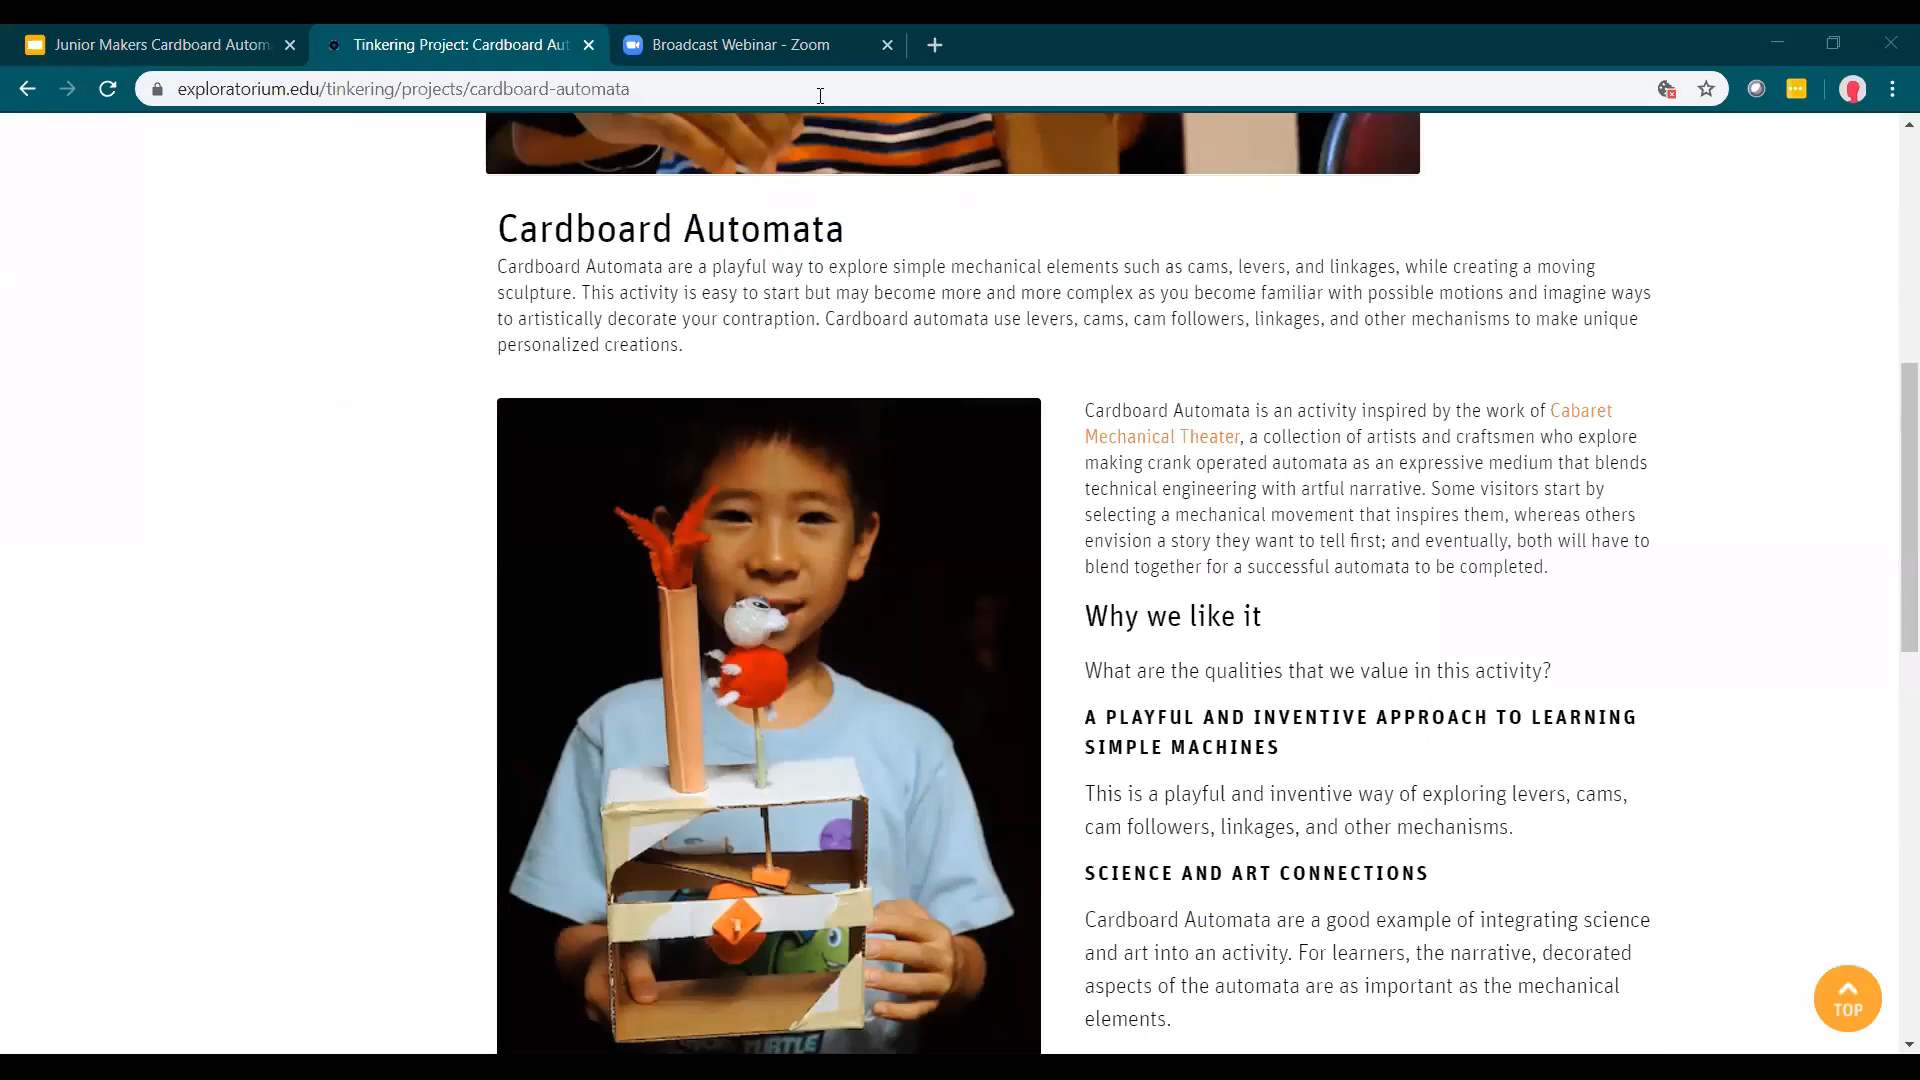 Junior Makers Cardboard Autom
Tinkering Project: Cardboard Aut
Broadcast Webinar - Zoom
exploratorium.edu/tinkering/projects/cardboard-automata
Cardboard Automata
Cardboard Automata are a playful way to explore simple mechanical elements such as cams, levers, and linkages, while creating a moving
sculpture. This activity is easy to start but may become more and more complex as you become familiar with possible motions and imagine ways
to artistically decorate your contraption. Cardboard automata use levers, cams, cam followers, linkages, and other mechanisms to make unique
personalized creations.
Cardboard Automata is an activity inspired by the work of Cabaret
Mechanical Theater, a collection of artists and craftsmen who explore
making crank operated automata as an expressive medium that blends
technical engineering with artful narrative. Some visitors start by
selecting a mechanical movement that inspires them, whereas others
envision a story they want to tell first; and eventually, both will have to
blend together for a successful automata to be completed.
Why we like it
What are the qualities that we value in this activity?
A PLAYFUL AND INVENTIVE APPROACH TO LEARNING
SIMPLE MACHINES
This is a playful and inventive way of exploring levers, cams,
cam followers, linkages, and other mechanisms.
SCIENCE AND ART CONNECTIONS
Cardboard Automata are a good example of integrating science
and art into an activity. For learners, the narrative, decorated
aspects of the automata are as important as the mechanical
elements.
TOP
TURTLE